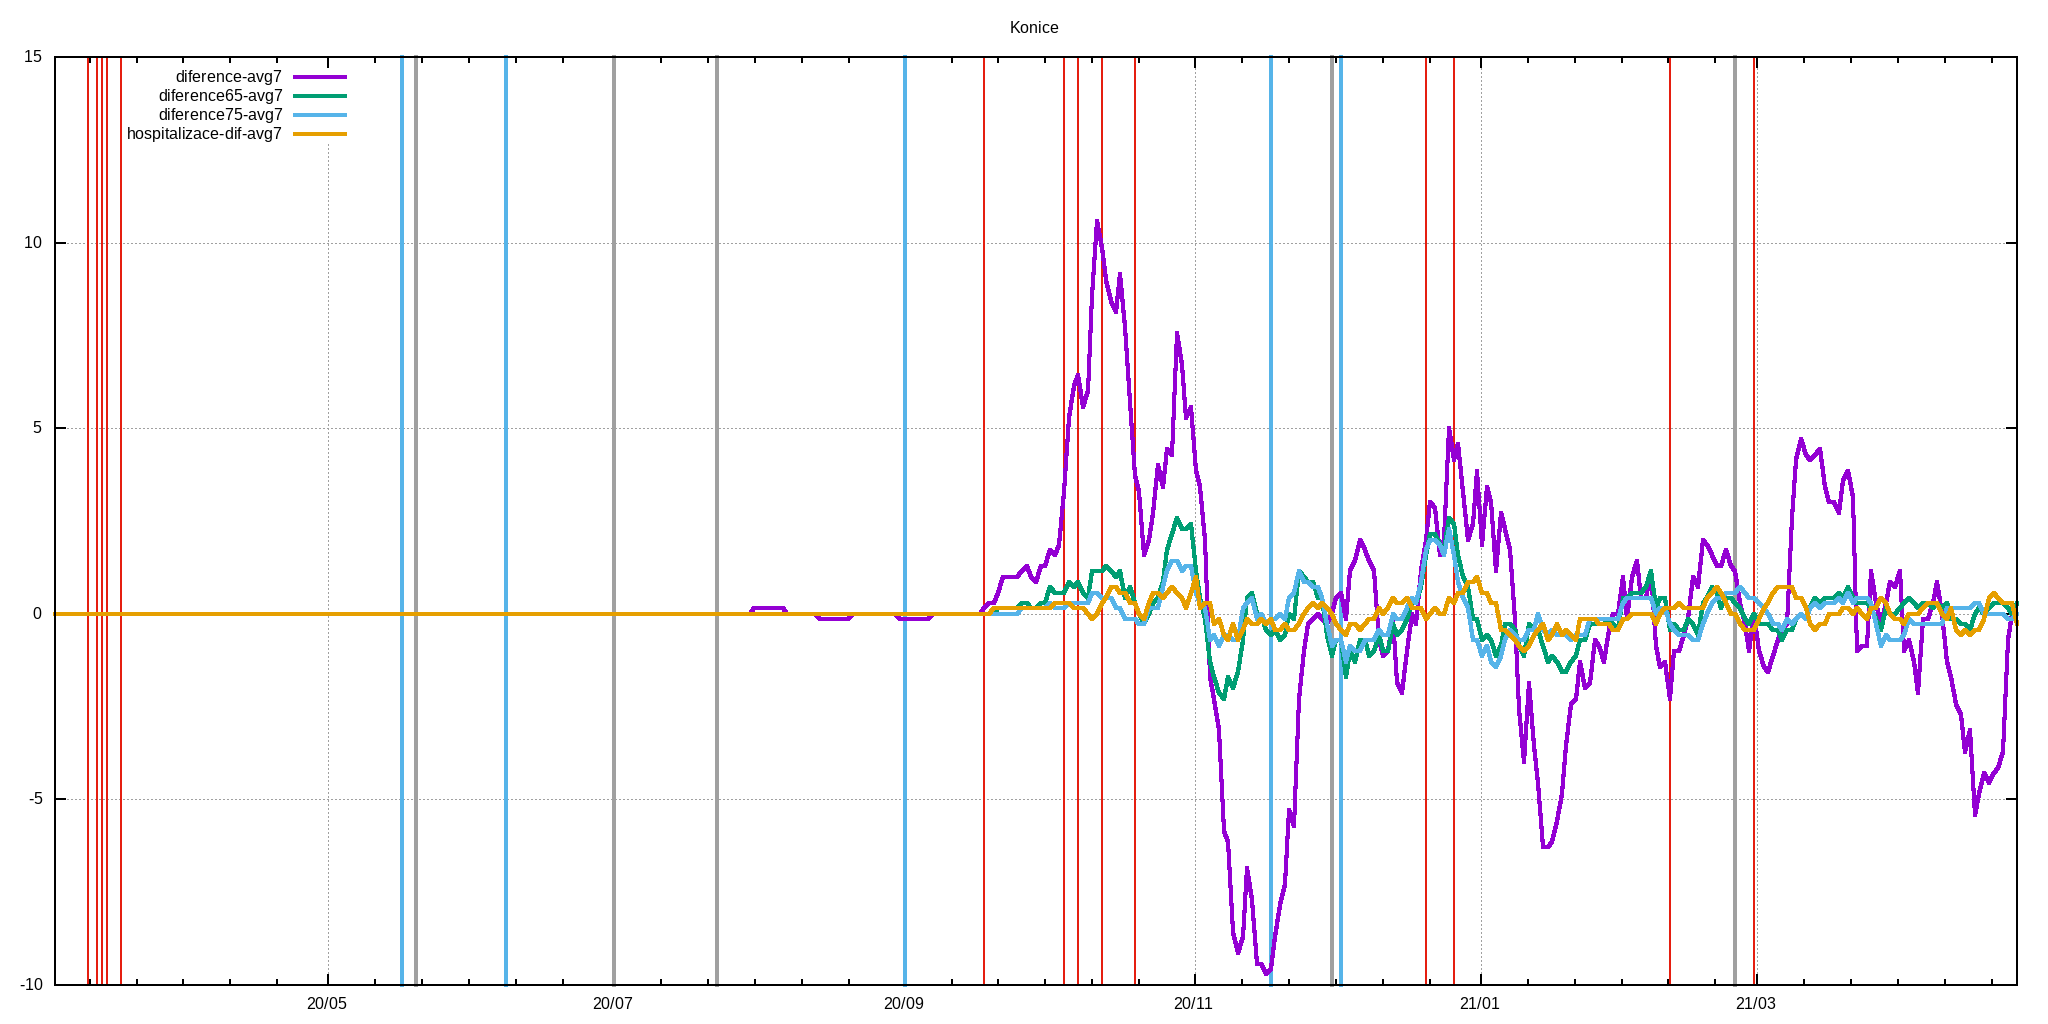 Konice
15
diference-avg7
diference65-avg7
diference75-avg7
hospitalizace-dif-avg7
10
5
0
-5
-10
20/05 20/07 20/09 20/11 21/01 21/03